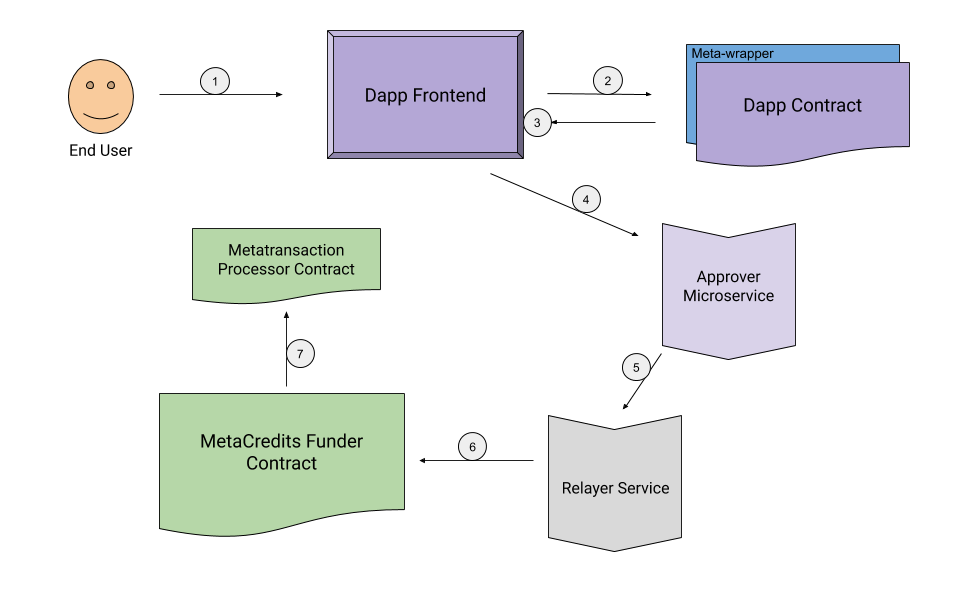 Meta-wrapper
1
Dapp Frontend
2
Dapp Contract
3
End User
4
Metatransaction
Processor Contract
Approver
Microservice
7
5
MetaCredits Funder
Contract
6
Relayer Service